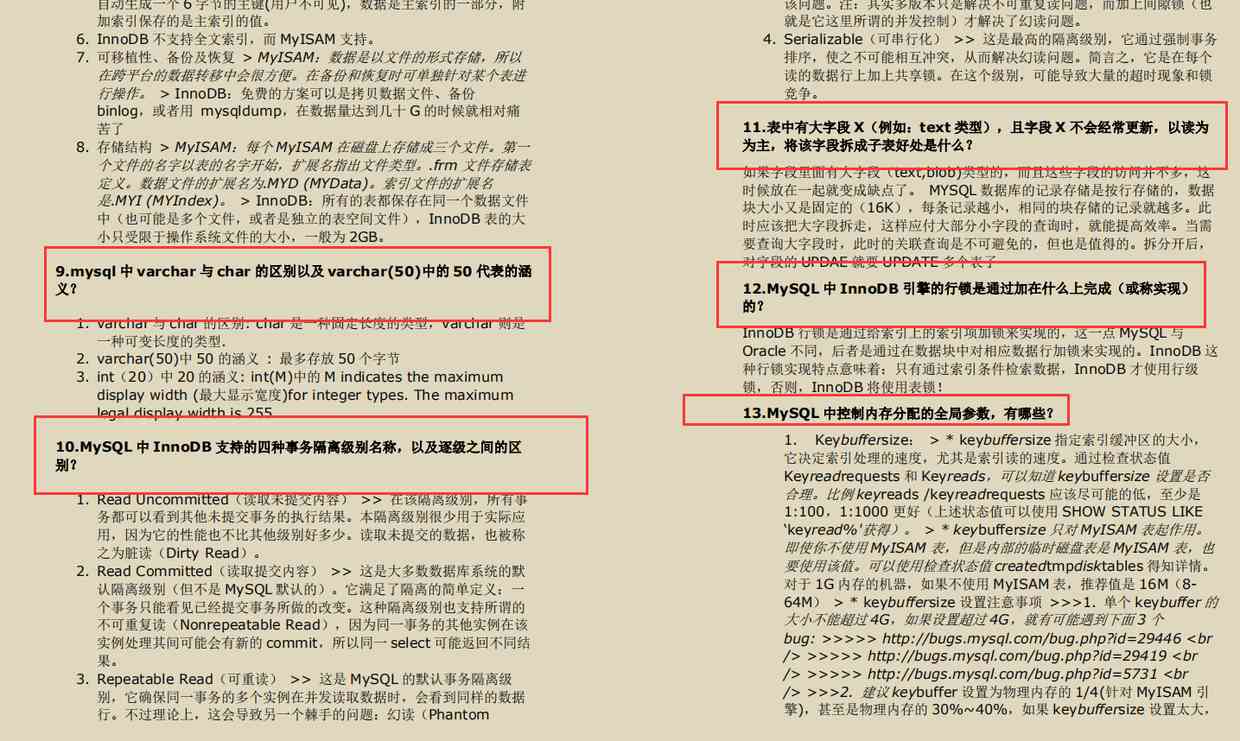 自动生成一个 6 字节的主键(用户不可见)，数据是主索引的一部分，附
加索引保存的是主索引的值。
6. InnoDB 不支持全文索引，而 MyISAM 支持。
7. 可移植性、备份及恢复 > MyISAM：数据是以文件的形式存储，所以
在跨平台的数据转移中会很方便。在备份和恢复时可单独针对某个表进
行操作。 > InnoDB：免费的方案可以是拷贝数据文件、备份
binlog，或者用 mysqldump，在数据量达到几十 G 的时候就相对痛
苦了
8. 存储结构 > MyISAM：每个 MyISAM 在磁盘上存储成三个文件。第一
个文件的名字以表的名字开始，扩展名指出文件类型。.frm 文件存储表
定义。数据文件的扩展名为.MYD (MYData)。索引文件的扩展名
是.MYI (MYIndex)。 > InnoDB：所有的表都保存在同一个数据文件
中（也可能是多个文件，或者是独立的表空间文件），InnoDB 表的大
小只受限于操作系统文件的大小，一般为 2GB。
9.mysql 中 varchar 与 char 的区别以及 varchar(50)中的 50 代表的涵
义？
1. varchar 与 char 的区别: char 是一种固定长度的类型，varchar 则是
一种可变长度的类型.
2. varchar(50)中 50 的涵义 ： 最多存放 50 个字节
3. int（20）中 20 的涵义: int(M)中的 M indicates the maximum
display width (最大显示宽度)for integer types. The maximum
legal display width is 255
10.MySQL 中 InnoDB 支持的四种事务隔离级别名称，以及逐级之间的区
别？
1. Read Uncommitted（读取未提交内容） >> 在该隔离级别，所有事
务都可以看到其他未提交事务的执行结果。本隔离级别很少用于实际应
用，因为它的性能也不比其他级别好多少。读取未提交的数据，也被称
之为脏读（Dirty Read）。
2. Read Committed（读取提交内容） >> 这是大多数数据库系统的默
认隔离级别（但不是 MySQL 默认的）。它满足了隔离的简单定义：一
个事务只能看见已经提交事务所做的改变。这种隔离级别也支持所谓的
不可重复读（Nonrepeatable Read），因为同一事务的其他实例在该
实例处理其间可能会有新的 commit，所以同一 select 可能返回不同结
果。
3. Repeatable Read（可重读） >> 这是 MySQL 的默认事务隔离级
别，它确保同一事务的多个实例在并发读取数据时，会看到同样的数据
行。不过理论上，这会导致另一个棘手的问题：幻读（Phantom
该问题。注：其实多版本只是解决不可重复读问题，而加上间隙锁（也
就是它这里所谓的并发控制）才解决了幻读问题。
4. Serializable（可串行化） >> 这是最高的隔离级别，它通过强制事务
排序，使之不可能相互冲突，从而解决幻读问题。简言之，它是在每个
读的数据行上加上共享锁。在这个级别，可能导致大量的超时现象和锁
竞争。
11.表中有大字段 X（例如：text 类型），且字段 X 不会经常更新，以读为
为主，将该字段拆成子表好处是什么？
如果字段里面有大字段（text,blob)类型的，而且这些字段的访问并不多，这
时候放在一起就变成缺点了。 MYSQL 数据库的记录存储是按行存储的，数据
块大小又是固定的（16K），每条记录越小，相同的块存储的记录就越多。此
时应该把大字段拆走，这样应付大部分小字段的查询时，就能提高效率。当需
要查询大字段时，此时的关联查询是不可避免的，但也是值得的。拆分开后，
对字段的 UPDAE 就要 UPDATE 多个表了
12.MySQL 中 InnoDB 引擎的行锁是通过加在什么上完成（或称实现）
的？
InnoDB 行锁是通过给索引上的索引项加锁来实现的，这一点 MySQL 与
Oracle 不同，后者是通过在数据块中对相应数据行加锁来实现的。InnoDB 这
种行锁实现特点意味着：只有通过索引条件检索数据，InnoDB 才使用行级
锁，否则，InnoDB 将使用表锁！
13.MySQL 中控制内存分配的全局参数，有哪些？
1. Keybuffersize： > * keybuffersize 指定索引缓冲区的大小，
它决定索引处理的速度，尤其是索引读的速度。通过检查状态值
Keyreadrequests 和 Keyreads，可以知道 keybuffersize 设置是否
合理。比例 keyreads /keyreadrequests 应该尽可能的低，至少是
1:100，1:1000 更好（上述状态值可以使用 SHOW STATUS LIKE
‘keyread%‘获得）。 > * keybuffersize 只对 MyISAM 表起作用。
即使你不使用 MyISAM 表，但是内部的临时磁盘表是 MyISAM 表，也
要使用该值。可以使用检查状态值 createdtmpdisktables 得知详情。
对于 1G 内存的机器，如果不使用 MyISAM 表，推荐值是 16M（8-
64M） > * keybuffersize 设置注意事项 >>>1. 单个 keybuffer 的
大小不能超过 4G，如果设置超过 4G，就有可能遇到下面 3 个
bug: >>>>> http://bugs.mysql.com/bug.php?id=29446 <br
/> >>>>> http://bugs.mysql.com/bug.php?id=29419 <br
/> >>>>> http://bugs.mysql.com/bug.php?id=5731 <br
/> >>>2. 建议 keybuffer 设置为物理内存的 1/4(针对 MyISAM 引
擎)，甚至是物理内存的 30%~40%，如果 keybuffersize 设置太大，